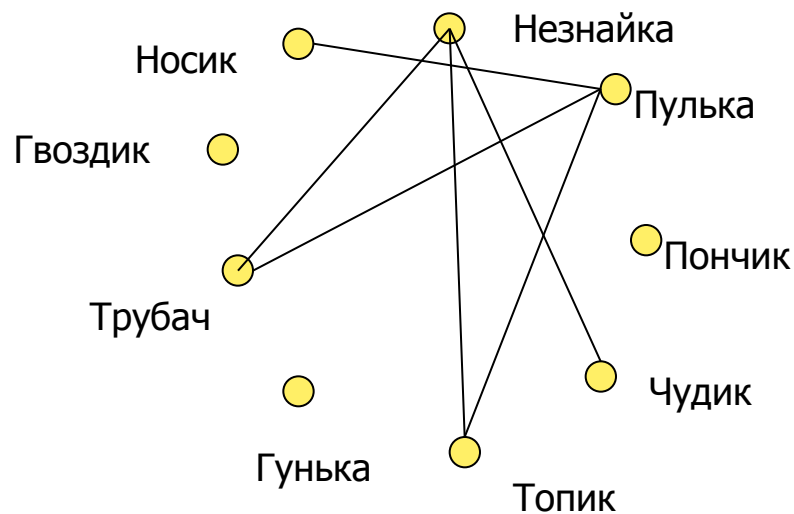 Незнайка
Носик
Пулька
Гвоздик
Пончик
Трубач
Чудик
Гунька
Топик